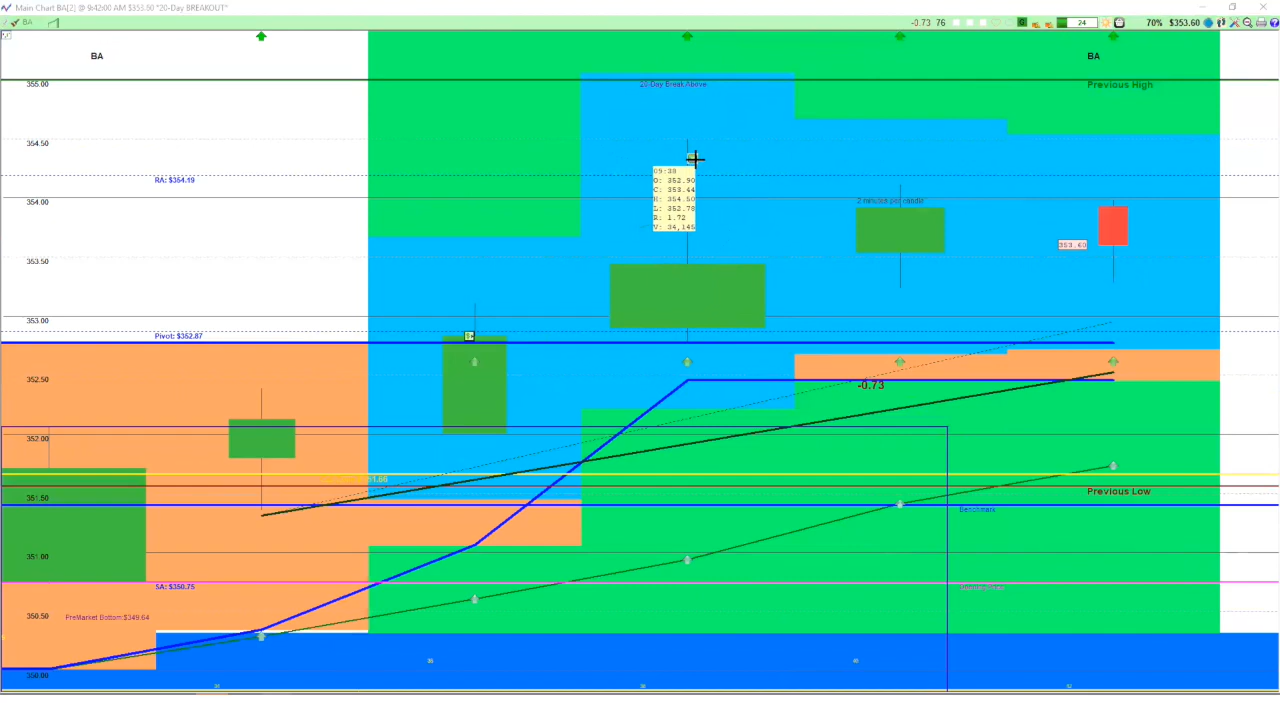 Main Chart BA[2] @ 9:42:00 AM $353.60 *20-Day BREAKOUT*
BA
-0.73 76
24
70% $353.60
BA
BA
355.00
20-Day Break Above
Previous High
354.50
09:38
O: 352.90
C: 353.44
H: 354.50
L: 352.78
R: 1.72
V: 34,145
RA: $354.19
354.00
2 minutes per candle
353.60
353.50
353.00
Pivot: $352.87
352.50
-0.73
352.00
351.50
Previous Low
Benchmark
351.00
SA: $350.75
350.50
PreMarket Bottom:$349.64
350.00